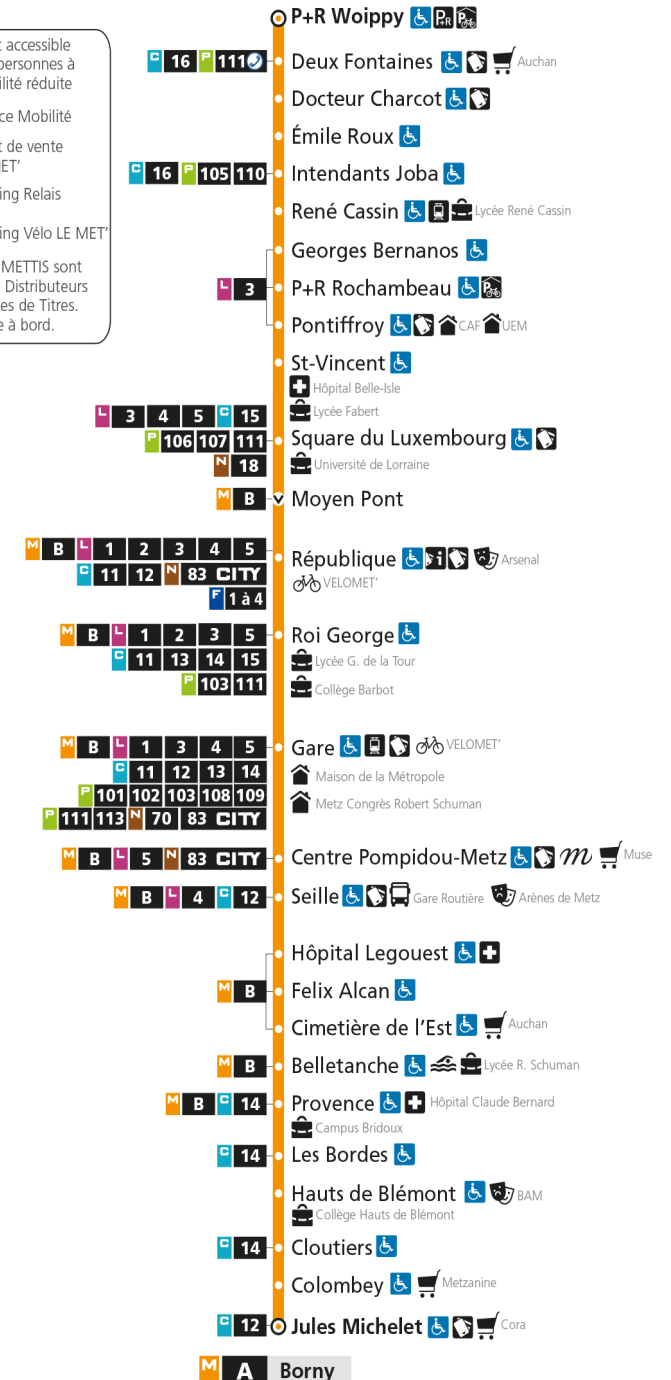 P+R Woippy P+R P
t accessible
personnes à
ilité réduite
ce Mobilité
t de vente
ET'
ing Relais
ing Vélo LE MET'
METTIS sont
Distributeurs
es de Titres.
e à bord.
C 16 P 111 Deux Fontaines Auchan
Docteur Charcot
Émile Roux
C 16 P 105 110 Intendants Joba
René Cassin Lycée René Cassin
Georges Bernanos
L 3 P+R Rochambeau P
Pontiffroy CAF UEM
St-Vincent
Hôpital Belle-Isle
Lycée Fabert
L 3 4 5 C 15
P 106 107 111 Square du Luxembourg
N 18 Université de Lorraine
M B Moyen Pont
M B L 1 2 3 4 5
C 11 12 N 83 CITY République i Arsenal
F 1 à 4 VELOMET'
M B L 1 2 3 5 Roi George
C 11 13 14 15 Lycée G. de la Tour
P 103 111 Collège Barbot
M B L 1 3 4 5 Gare VELOMET'
C 11 12 13 14 Maison de la Métropole
P 101 102 103 108 109 Metz Congrès Robert Schuman
P 111 113 N 70 83 CITY
M B L 5 N 83 CITY Centre Pompidou-Metz m Muse
M B L 4 C 12 Seille Gare Routière Arènes de Metz
Hôpital Legouest
M B Felix Alcan
Cimetière de l'Est Auchan
M B Belletanche Lycée R. Schuman
M B C 14 Provence Hôpital Claude Bernard
Campus Bridoux
C 14 Les Bordes
Hauts de Blémont BAM
Collège Hauts de Blémont
C 14 Cloutiers
Colombey Metzanine
C 12 Jules Michelet Cora
M A Borny